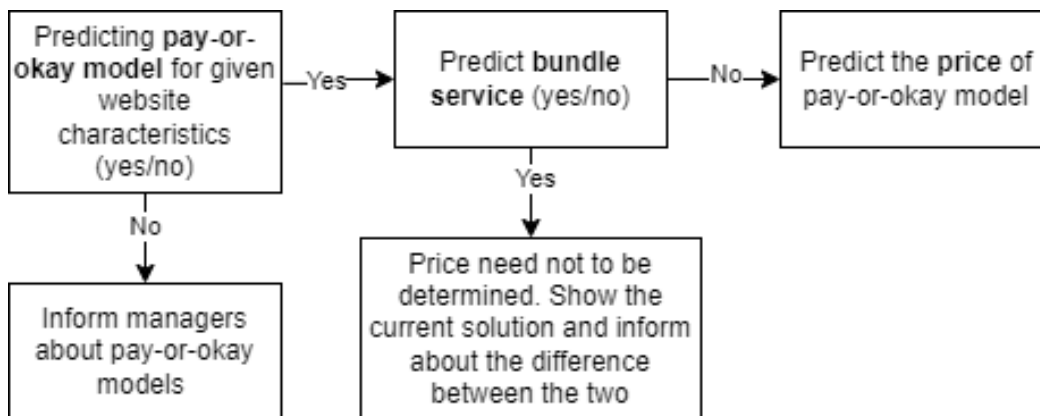 Predicting pay-or-
okay model for given
website
characteristics
(yes/no)
Yes
Predict bundle
service (yes/no)
No
Predict the price of
pay-or-okay model
No
Yes
Inform managers
about pay-or-okay
models
Price need not to be
determined. Show the
current solution and inform
about the difference
between the two